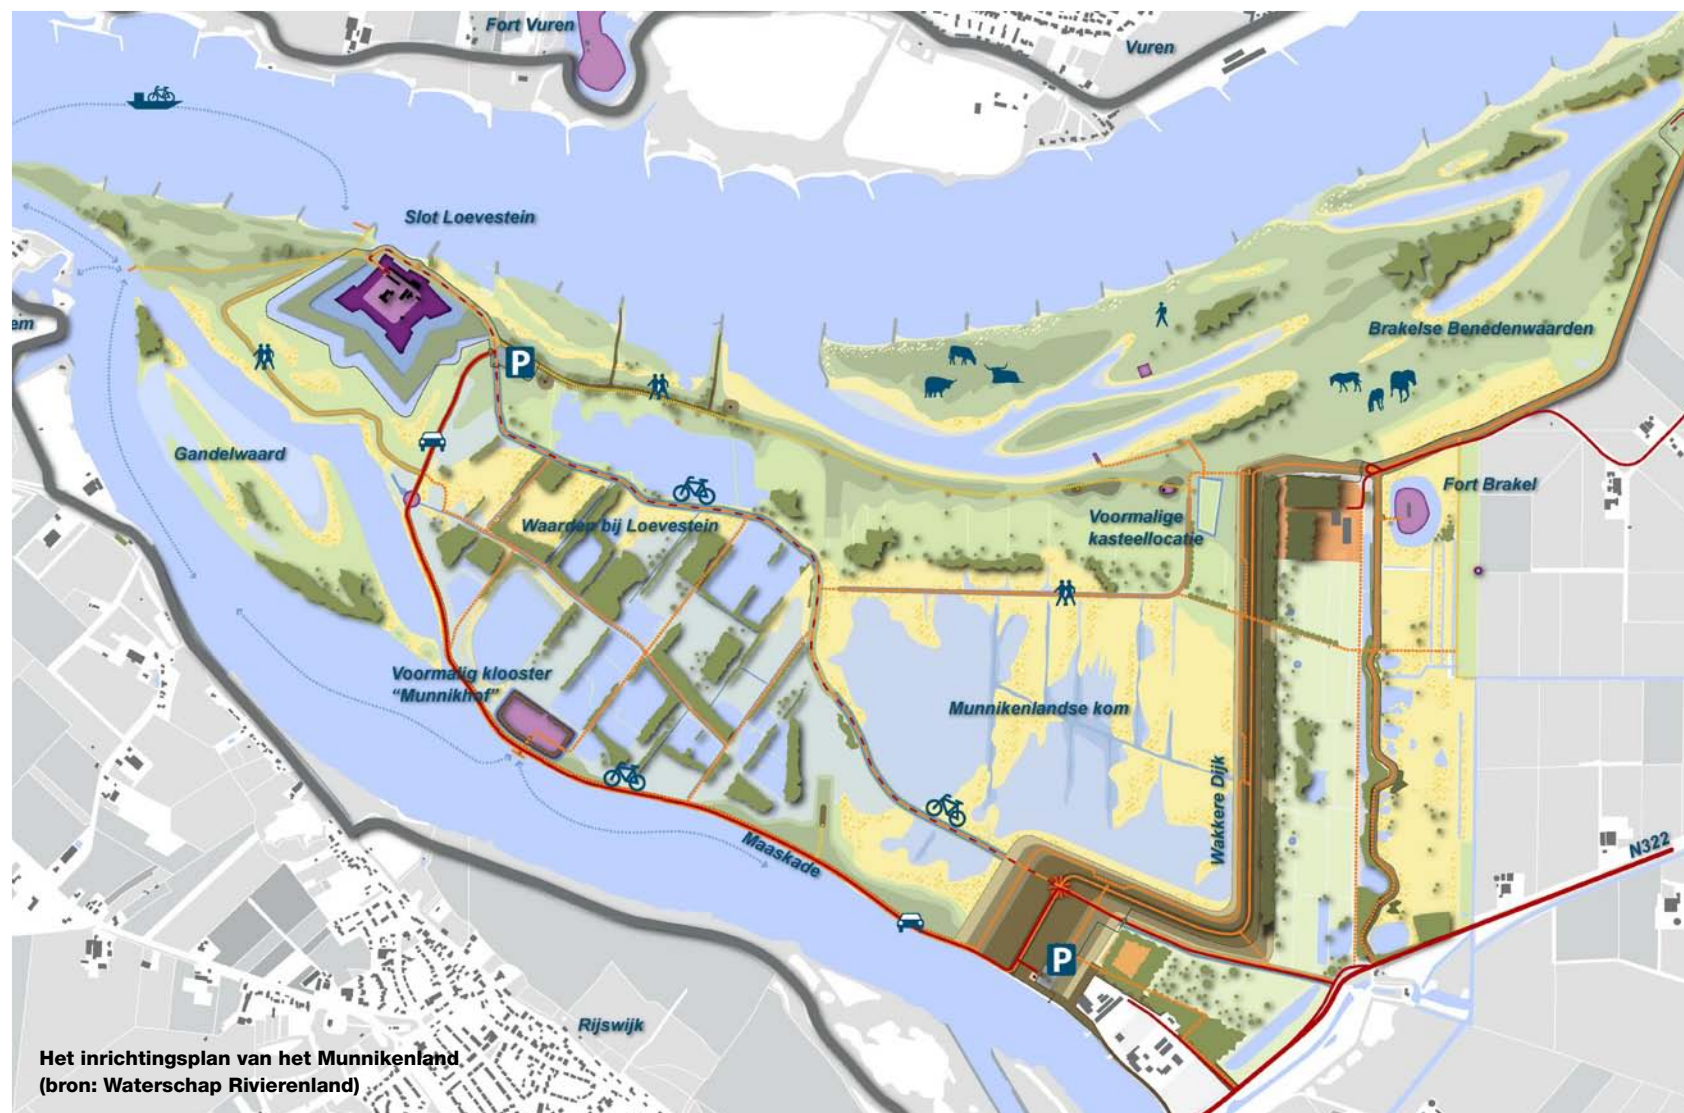 Fort Vuren
Vuren
Slot Loevestein
em
Brakelse Benedenwaarden
P
Gandelwaard
Fort Brakel
Waarden bij Loevestein
Voormalige
kasteellocatie
Voormalig klooster
“Munnikhof”
Munnikenlandse kom
Wakkere Dijk
Maaskade
N322
P
Rijswijk
Het inrichtingsplan van het Munnikenland
(bron: Waterschap Rivierenland)